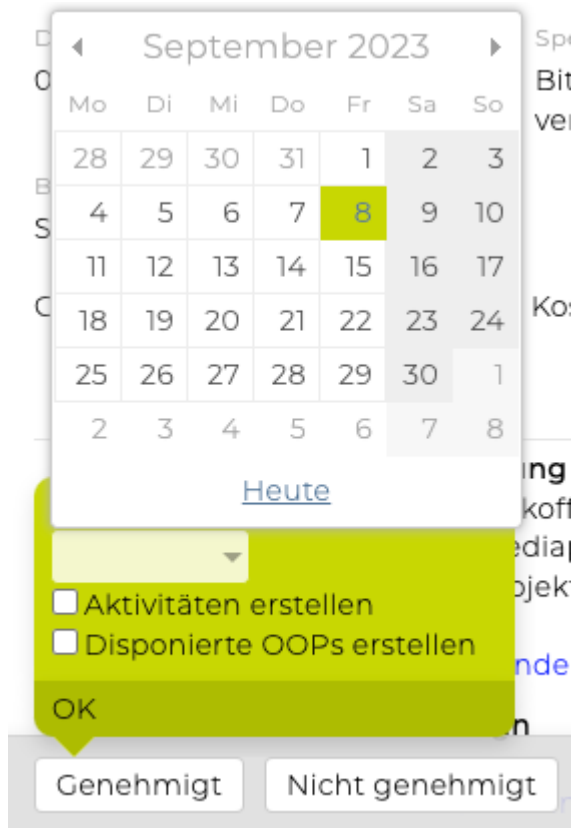 September 2023
Mo Di Mi Do Fr Sa So
28 29 30 31 1 2 3
4 5 6 7 8 9 10
11 12 13 14 15 16 17
18 19 20 21 22 23 24
25 26 27 28 29 30 1
2 3 4 5 6 7 8
Heute
Aktivitäten erstellen
Disponierte OOPs erstellen
OK
Genehmigt Nicht genehmigt